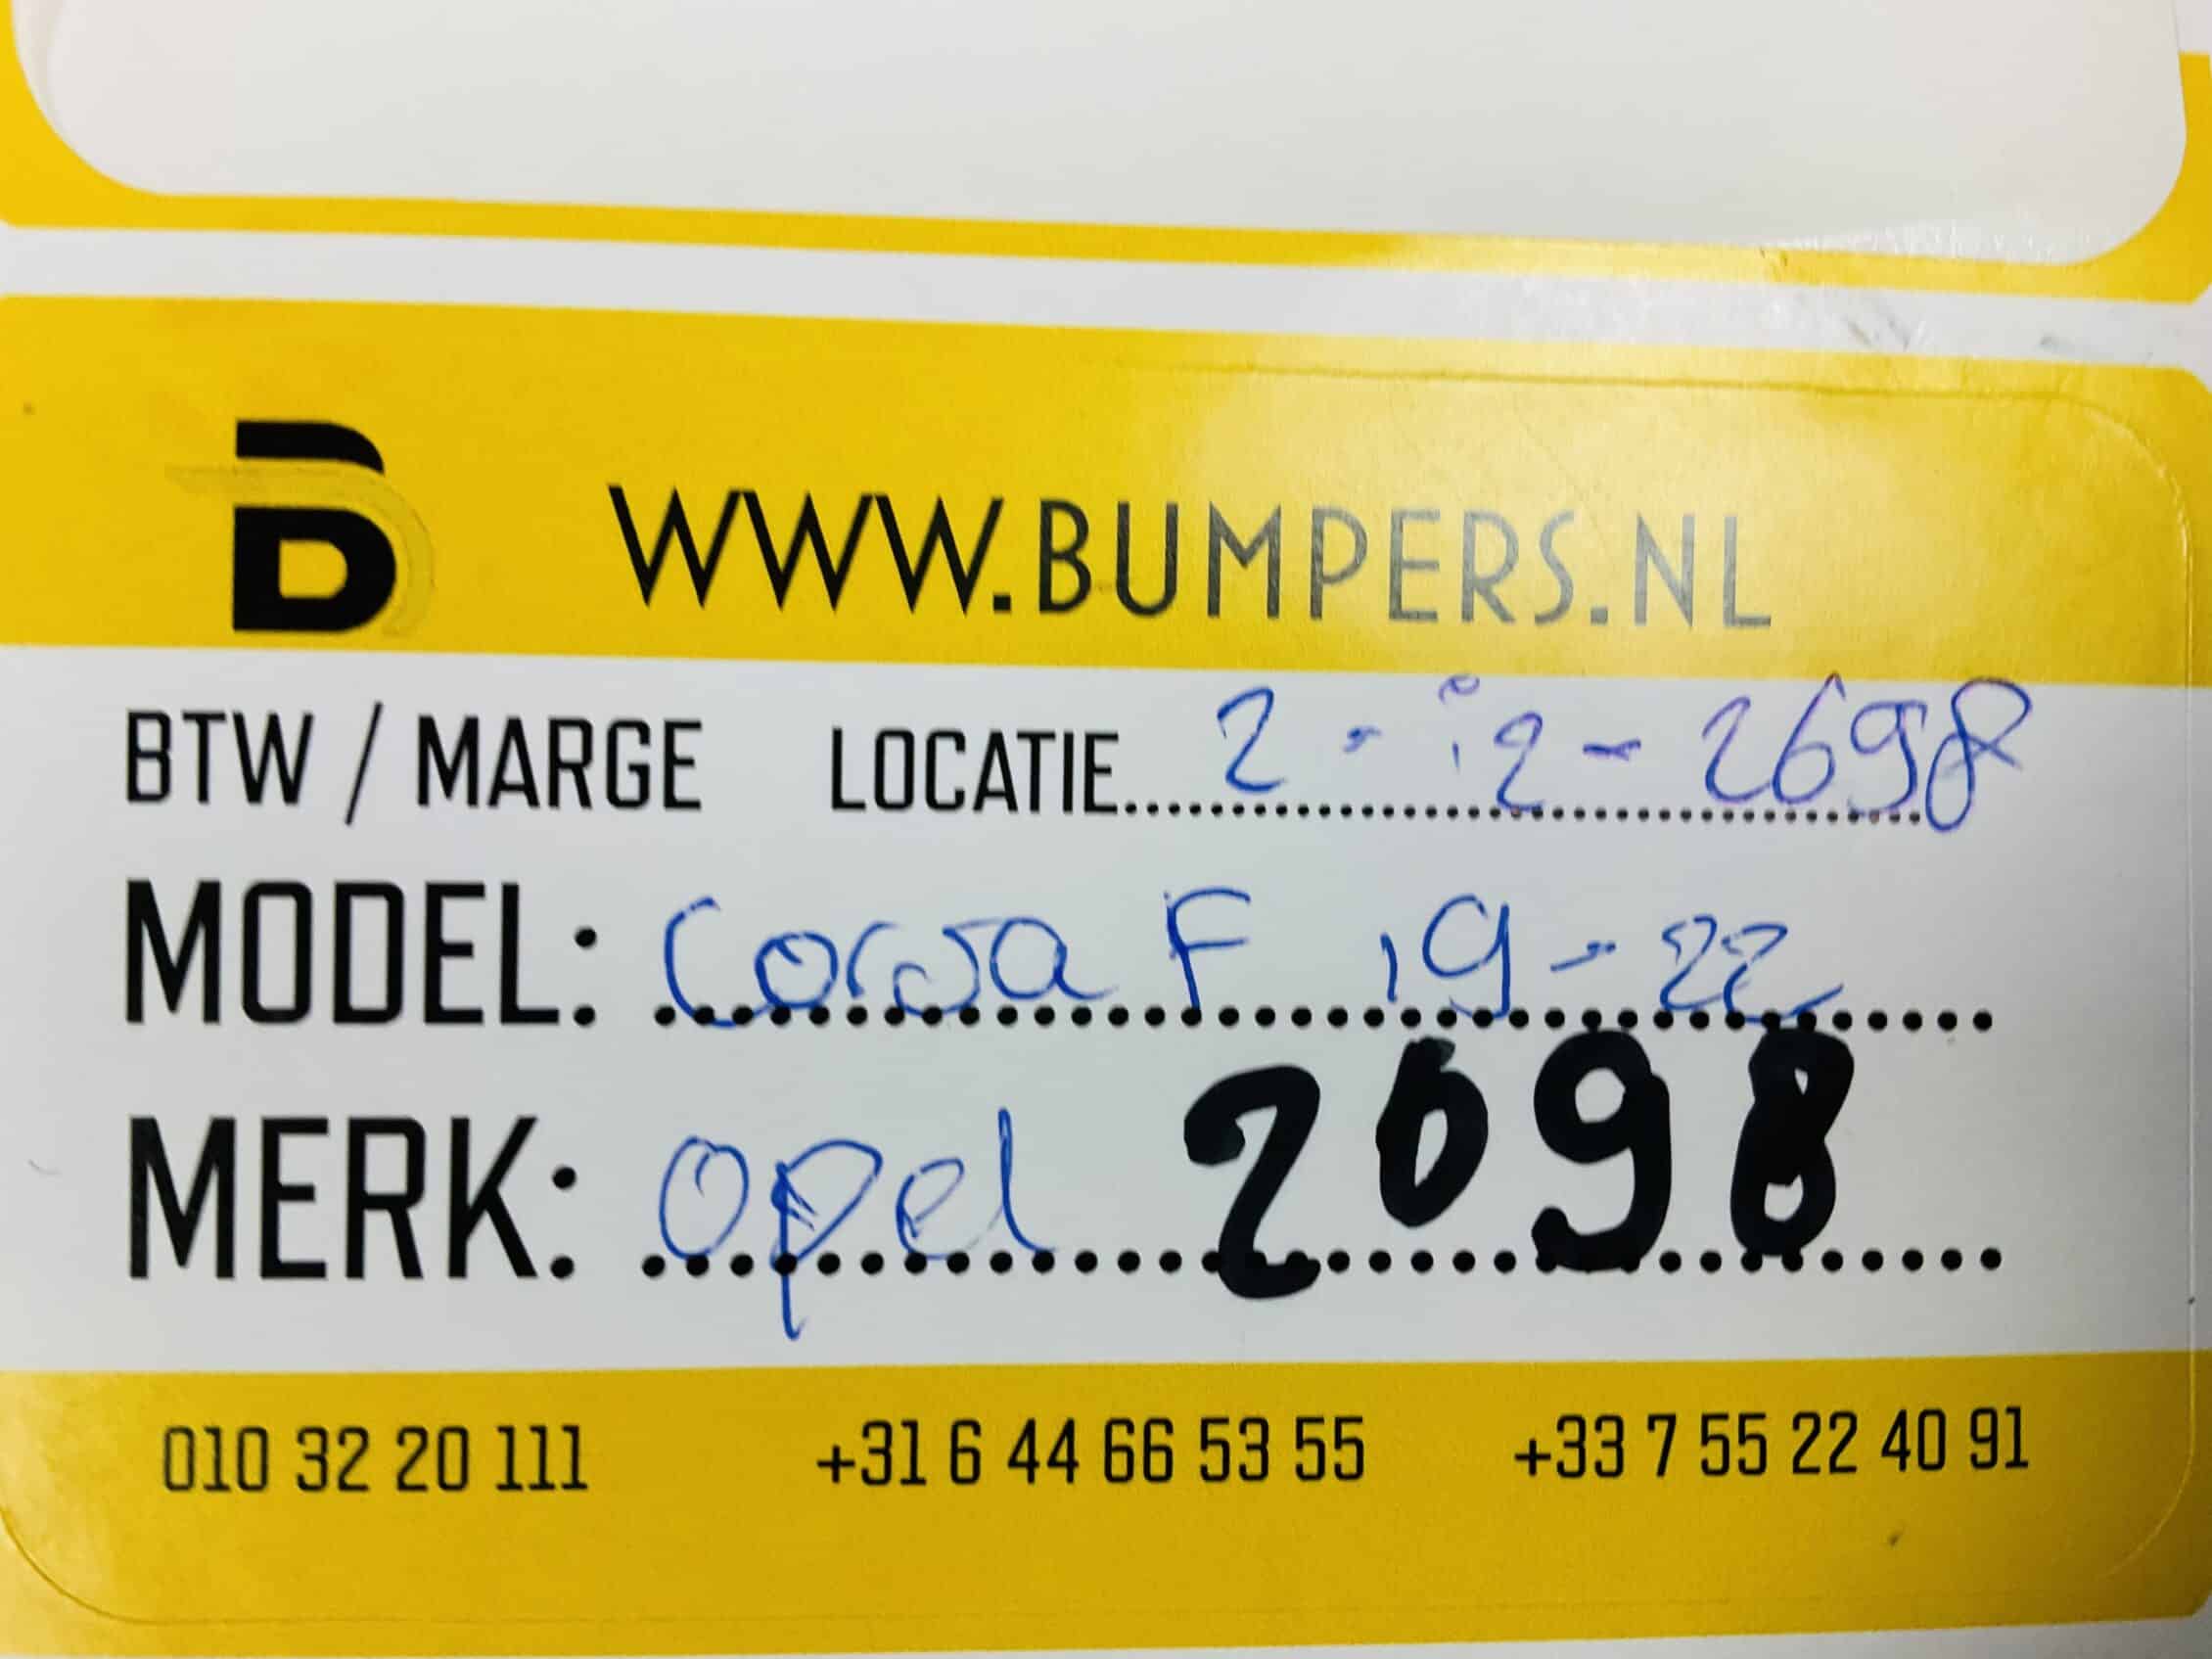 B WWW.BUMPERS.NL
BTW / MARGE LOCATIE 2-12-2698
MODEL: Corsa F 19-22
MERK: Opel 2698
010 32 20 111 +31 6 44 66 53 55 +33 7 55 22 40 91